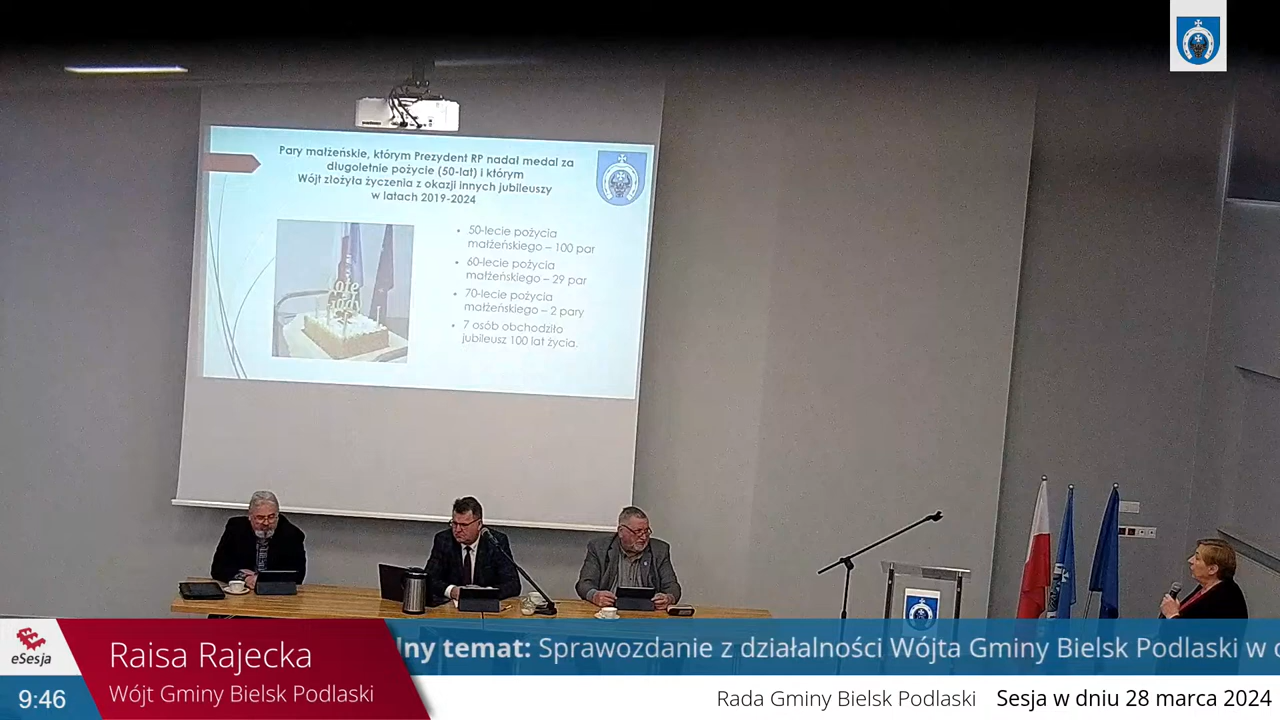 Pary małżeńskie, którym Prezydent RP nadał medal za
długoletnie pożycie (50-lat) i którym
Wójt złożyła życzenia z okazji innych jubileuszy
w latach 2019-2024
50-lecie pożycia
małżeńskiego – 100 par
60-lecie pożycia
małżeńskiego – 29 par
70-lecie pożycia
małżeńskiego – 2 pary
7 osób obchodziło
jubileusz 100 lat życia.
eSesja
9:46
Raisa Rajecka
Wójt Gminy Bielsk Podlaski
lny temat: Sprawozdanie z działalności Wójta Gminy Bielsk Podlaski w
Rada Gminy Bielsk Podlaski
Sesja w dniu 28 marca 2024